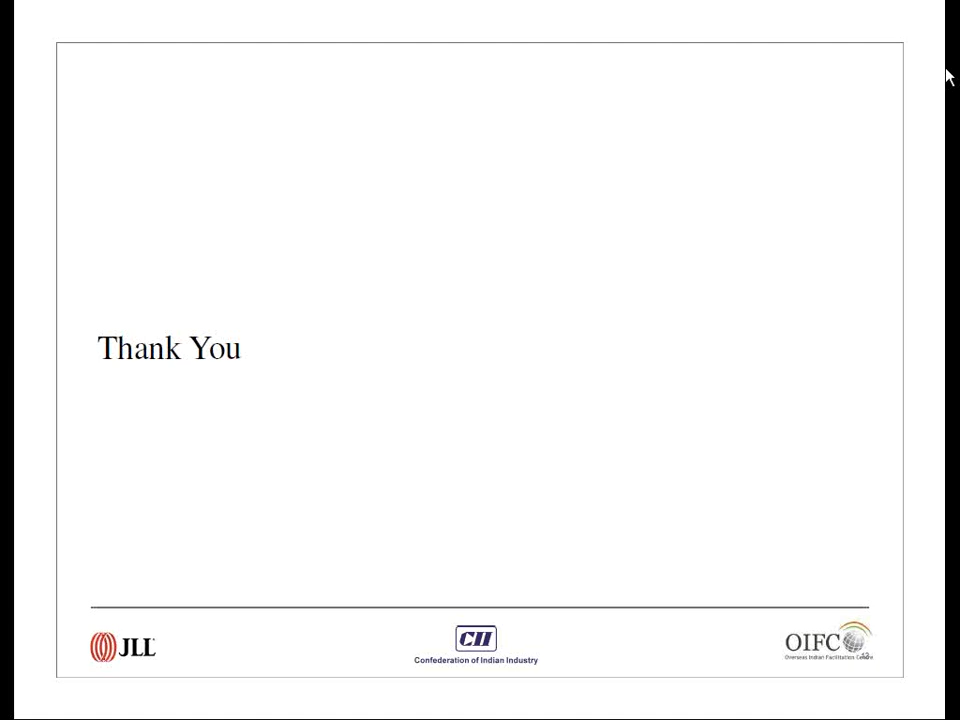 Thank You
JLL
CII
Confederation of Indian Industry
OIFC
Overseas Indian Facilitation Centre